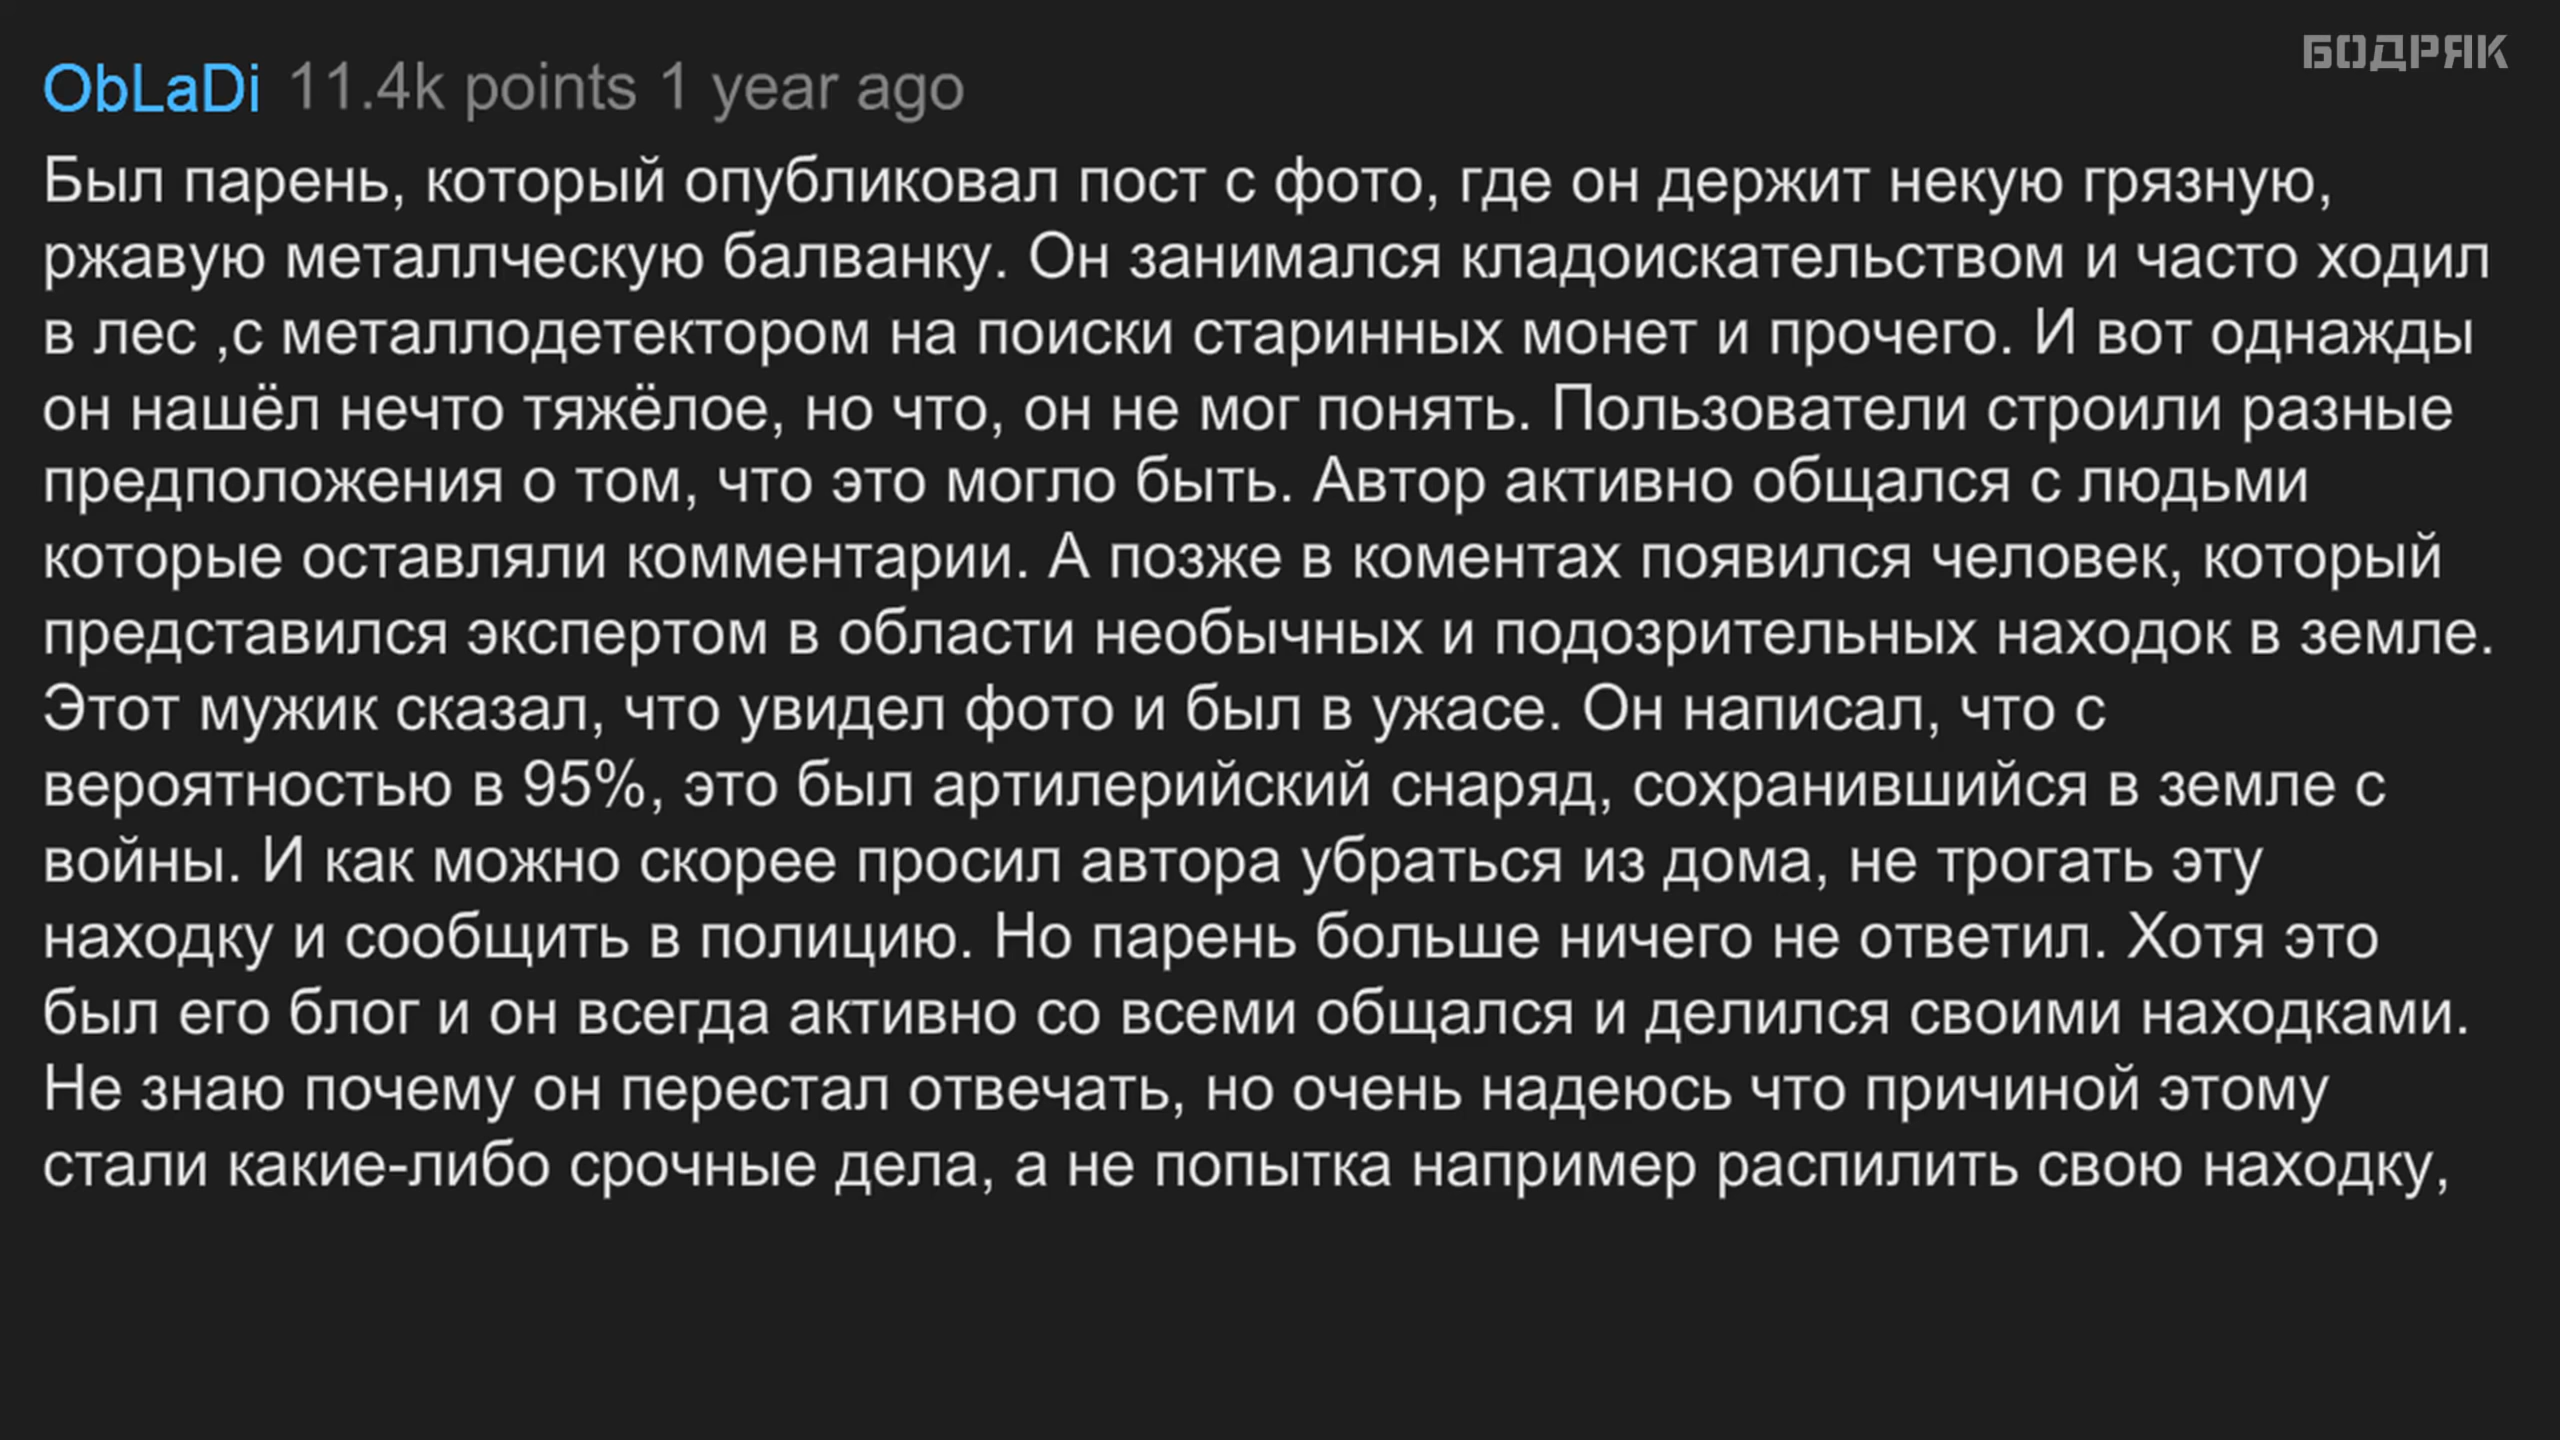 БОДРЯК
ObLaDi 11.4k points 1 year ago
Был парень, который опубликовал пост с фото, где он держит некую грязную,
ржавую металлческую балванку. Он занимался кладоискательством и часто ходил
в лес ,с металлодетектором на поиски старинных монет и прочего. И вот однажды
он нашёл нечто тяжёлое, но что, он не мог понять. Пользователи строили разные
предположения о том, что это могло быть. Автор активно общался с людьми
которые оставляли комментарии. А позже в коментах появился человек, который
представился экспертом в области необычных и подозрительных находок в земле.
Этот мужик сказал, что увидел фото и был в ужасе. Он написал, что с
вероятностью в 95%, это был артилерийский снаряд, сохранившийся в земле с
войны. И как можно скорее просил автора убраться из дома, не трогать эту
находку и сообщить в полицию. Но парень больше ничего не ответил. Хотя это
был его блог и он всегда активно со всеми общался и делился своими находками.
Не знаю почему он перестал отвечать, но очень надеюсь что причиной этому
стали какие-либо срочные дела, а не попытка например распилить свою находку,